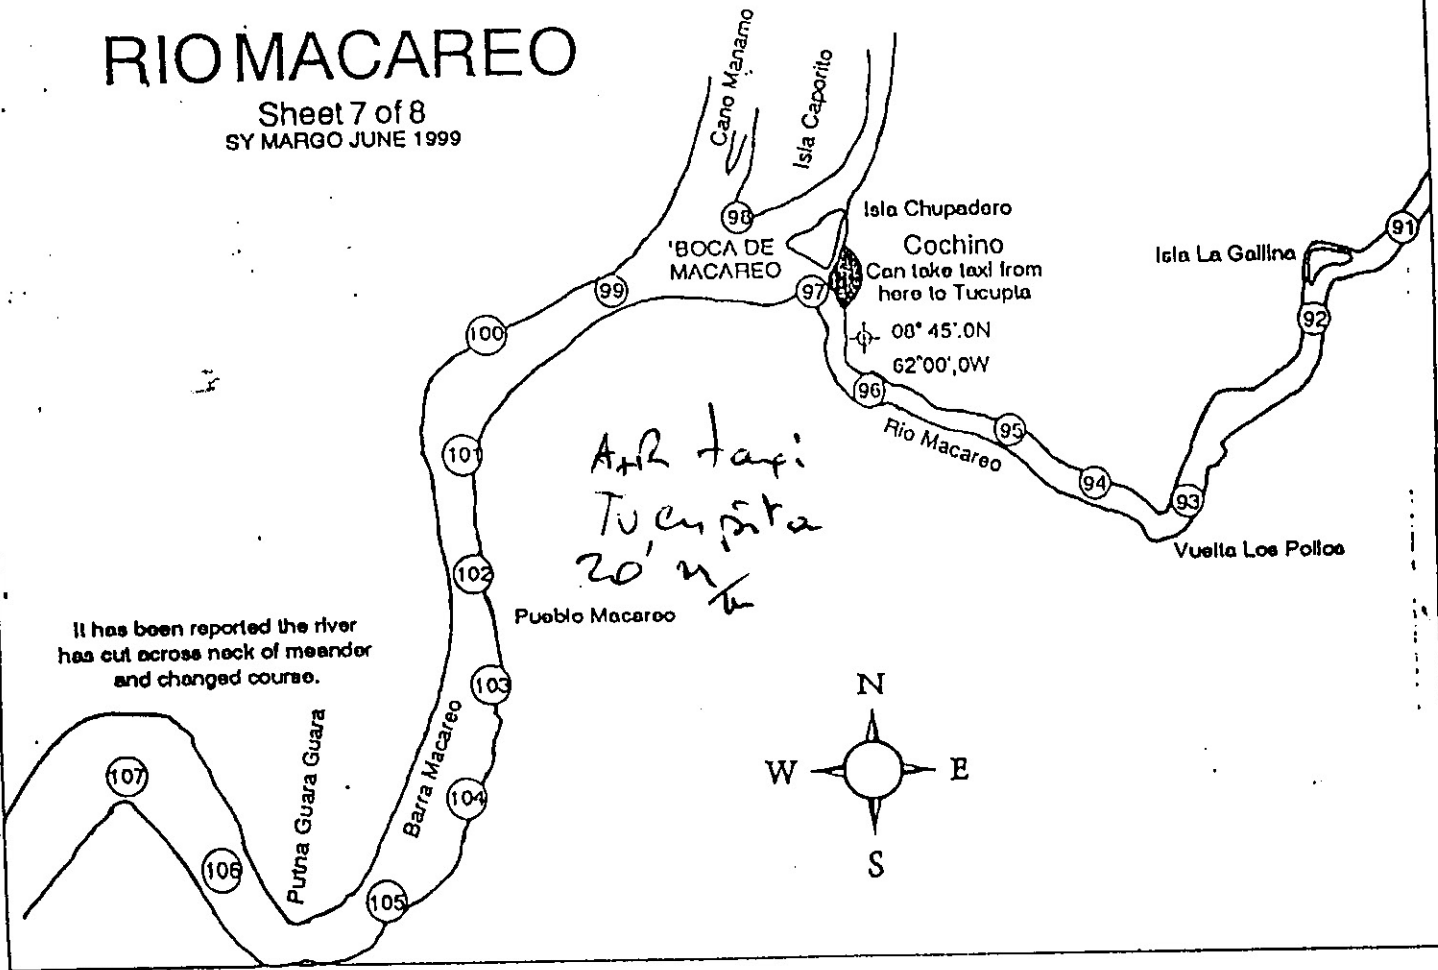 RIO MACAREO
Sheet 7 of 8
SY MARGO JUNE 1999
Cano Manamo
Isla Caporito
98
Isla Chupadero
'BOCA DE
MACAREO
Cochino
Can take taxi from
here to Tucupta
Isla La Gallina
91
99
97
92
100
08° 45'.0N
62°00',0W
96
Rio Macareo
95
101
94
93
Vuelta Los Pollos
A+R taxi
Tucupita
20
102
Pueblo Macareo
It has been reported the river
has cut across neck of meander
and changed course.
103
Putna Guara Guara
Barra Macareo
107
104
106
105
N
W
E
S